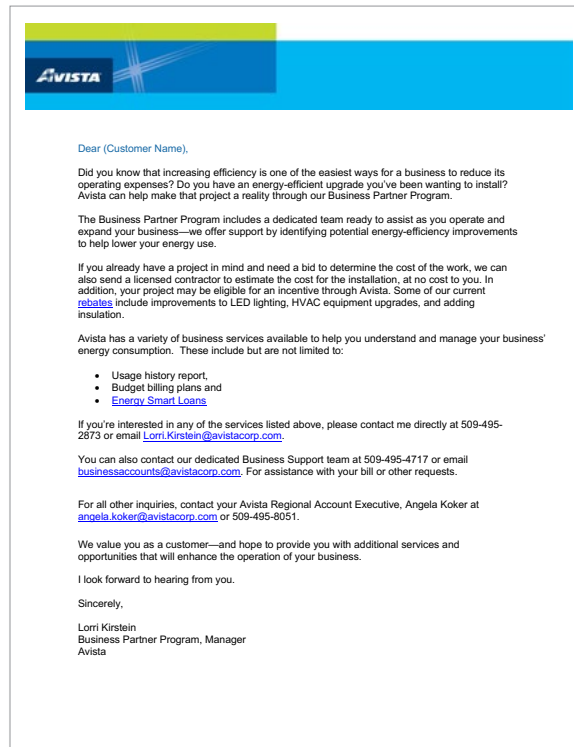 AVISTA
Dear (Customer Name),
Did you know that increasing efficiency is one of the easiest ways for a business to reduce its
operating expenses? Do you have an energy-efficient upgrade you’ve been wanting to install?
Avista can help make that project a reality through our Business Partner Program.
The Business Partner Program includes a dedicated team ready to assist as you operate and
expand your business—we offer support by identifying potential energy-efficiency improvements
to help lower your energy use.
If you already have a project in mind and need a bid to determine the cost of the work, we can
also send a licensed contractor to estimate the cost for the installation, at no cost to you. In
addition, your project may be eligible for an incentive through Avista. Some of our current
rebates include improvements to LED lighting, HVAC equipment upgrades, and adding
insulation.
Avista has a variety of business services available to help you understand and manage your business’
energy consumption.  These include but are not limited to:
• Usage history report,
• Budget billing plans and
• Energy Smart Loans
If you’re interested in any of the services listed above, please contact me directly at 509-495-
2873 or email Lorri.Kirstein@avistacorp.com.
You can also contact our dedicated Business Support team at 509-495-4717 or email
businessaccounts@avistacorp.com. For assistance with your bill or other requests.
For all other inquiries, contact your Avista Regional Account Executive, Angela Koker at
angela.koker@avistacorp.com or 509-495-8051.
We value you as a customer—and hope to provide you with additional services and
opportunities that will enhance the operation of your business.
I look forward to hearing from you.
Sincerely,
Lorri Kirstein
Business Partner Program, Manager
Avista